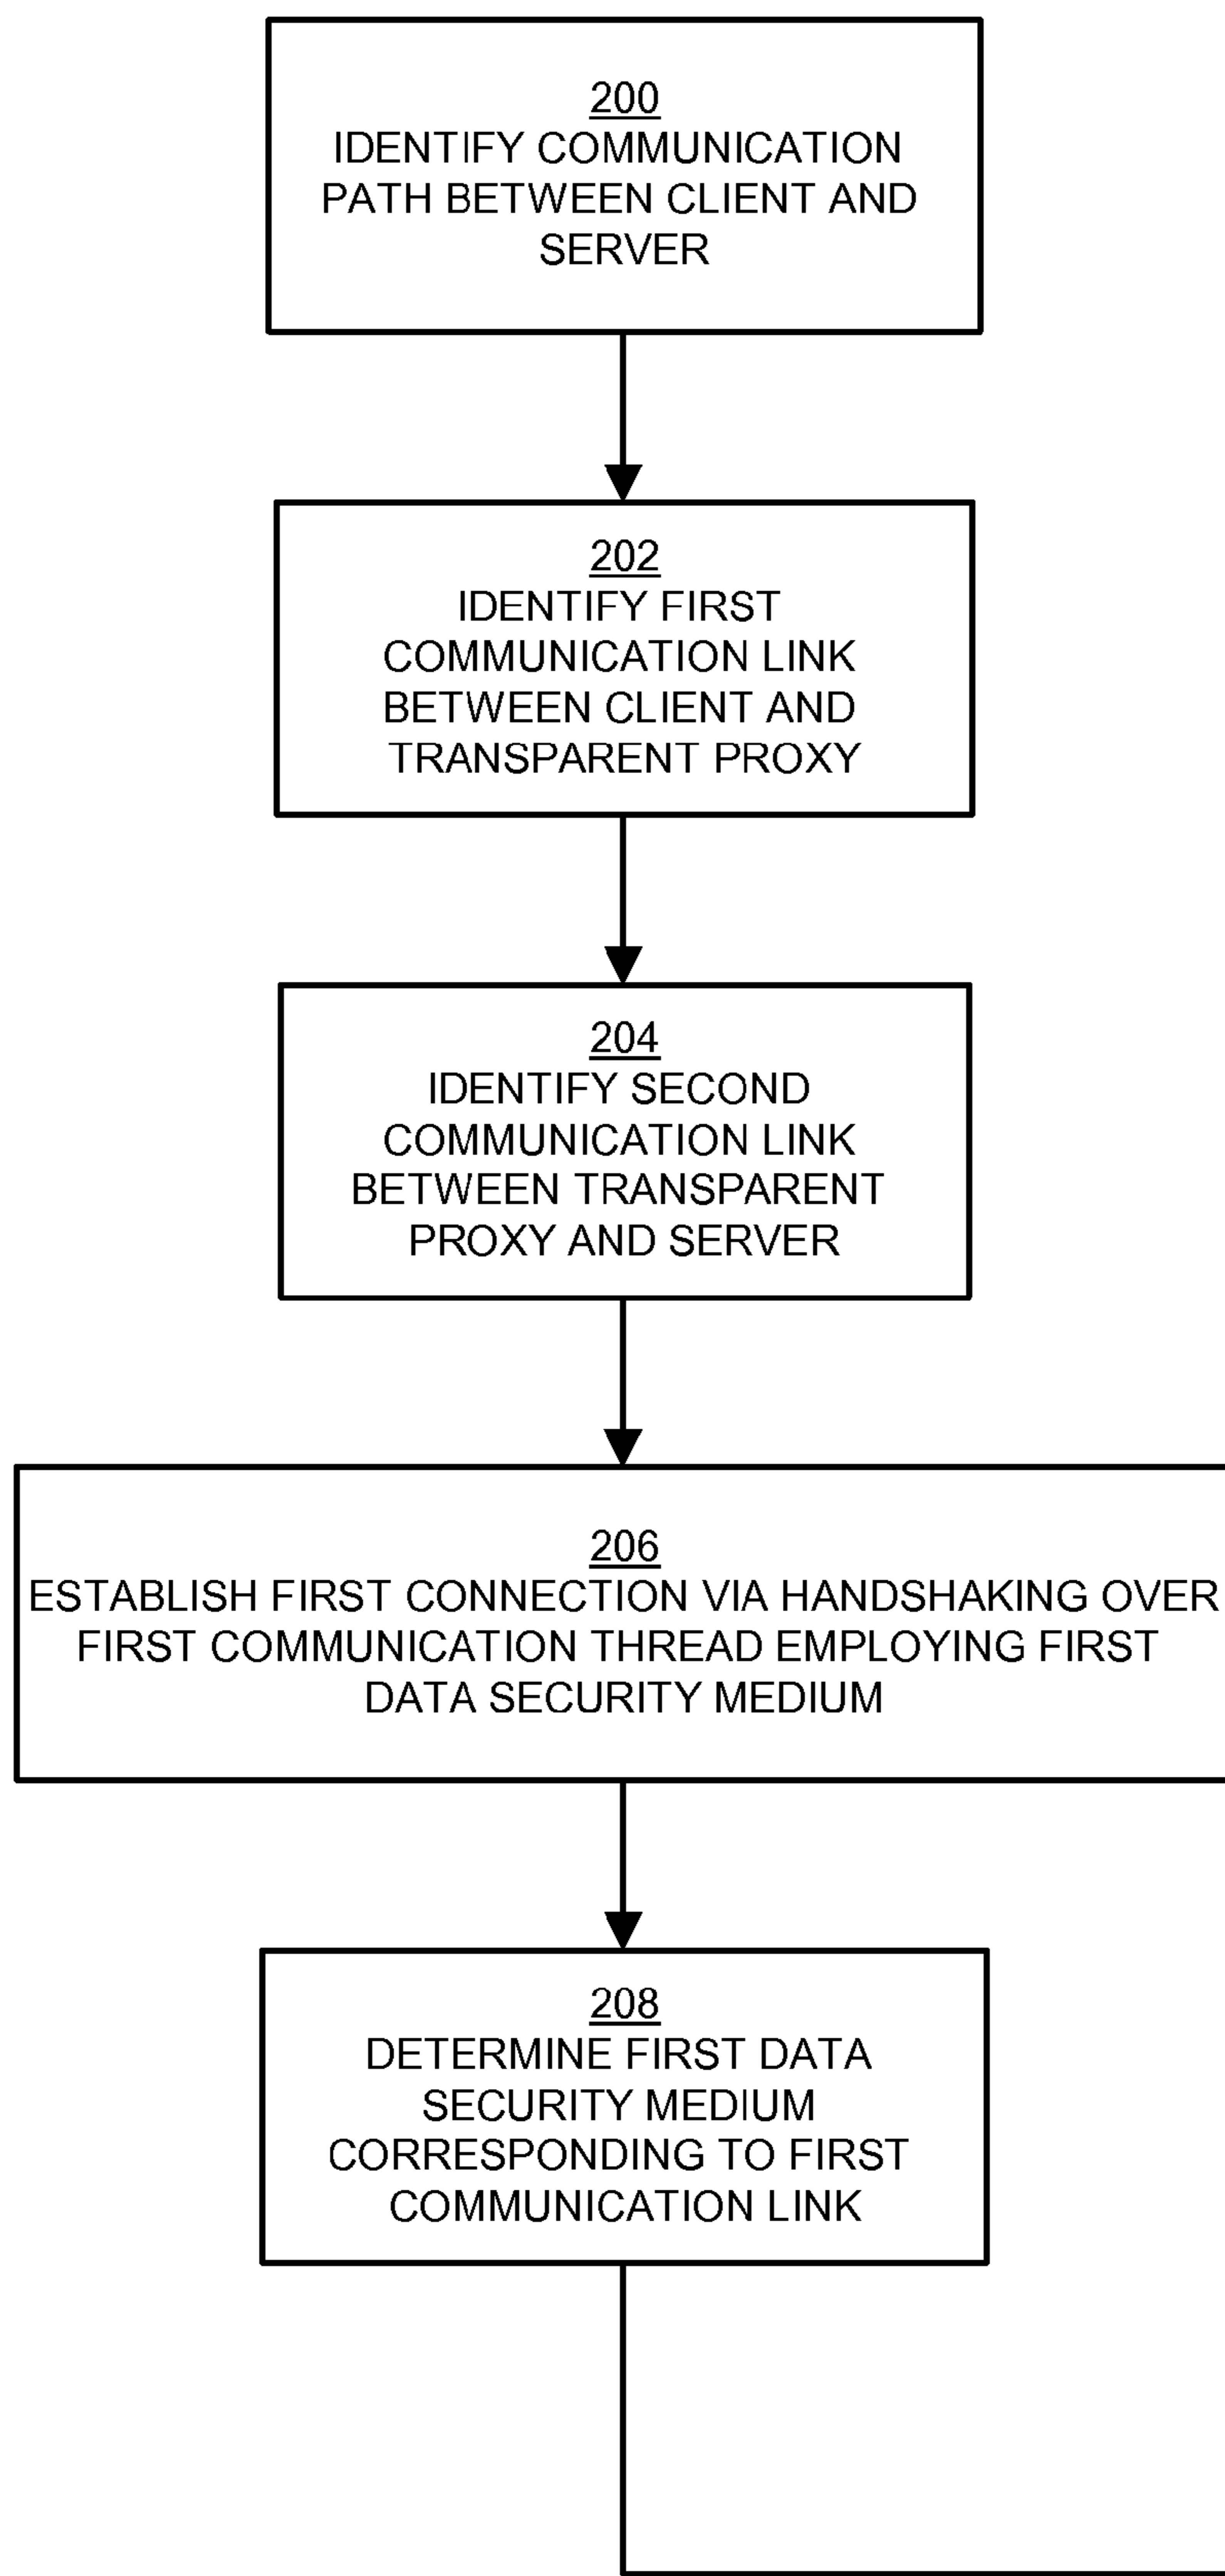 200
IDENTIFY COMMUNICATION
PATH BETWEEN CLIENT AND
SERVER
202
IDENTIFY FIRST
COMMUNICATION LINK
BETWEEN CLIENT AND
TRANSPARENT PROXY
204
IDENTIFY SECOND
COMMUNICATION LINK
BETWEEN TRANSPARENT
PROXY AND SERVER
206
ESTABLISH FIRST CONNECTION VIA HANDSHAKING OVER
FIRST COMMUNICATION THREAD EMPLOYING FIRST
DATA SECURITY MEDIUM
208
DETERMINE FIRST DATA
SECURITY MEDIUM
CORRESPONDING TO FIRST
COMMUNICATION LINK